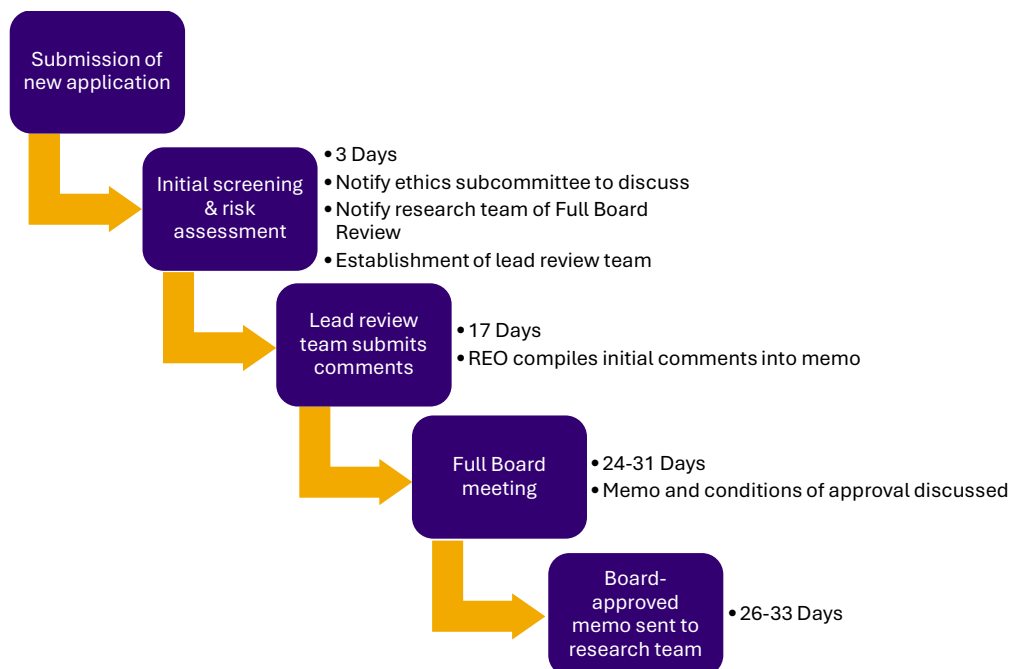 Submission of
new application
Initial screening
& risk
assessment
• 3 Days
• Notify ethics subcommittee to discuss
• Notify research team of Full Board
Review
• Establishment of lead review team
Lead review
team submits
comments
• 17 Days
• REO compiles initial comments into memo
Full Board
meeting
• 24-31 Days
• Memo and conditions of approval discussed
Board-
approved
memo sent to
research team
• 26-33 Days